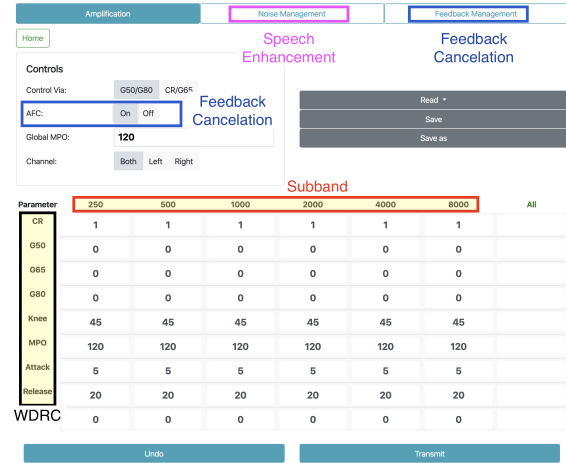 Amplification Noise Management Feedback Management
Home
Speech Enhancement
Feedback Cancelation
Controls
Control Via: G50/G80 CR/G65
AFC: On Off
Feedback Cancelation
Global MPO: 120
Channel: Both Left Right
Read
Save
Save as
Subband
Parameter 250 500 1000 2000 4000 8000 All
CR 1 1 1 1 1 1
G50 0 0 0 0 0 0
G65 0 0 0 0 0 0
G80 0 0 0 0 0 0
Knee 45 45 45 45 45 45
MPO 120 120 120 120 120 120
Attack 5 5 5 5 5 5
Release 20 20 20 20 20 20
WDRC 0 0 0 0 0 0
Undo Transmit